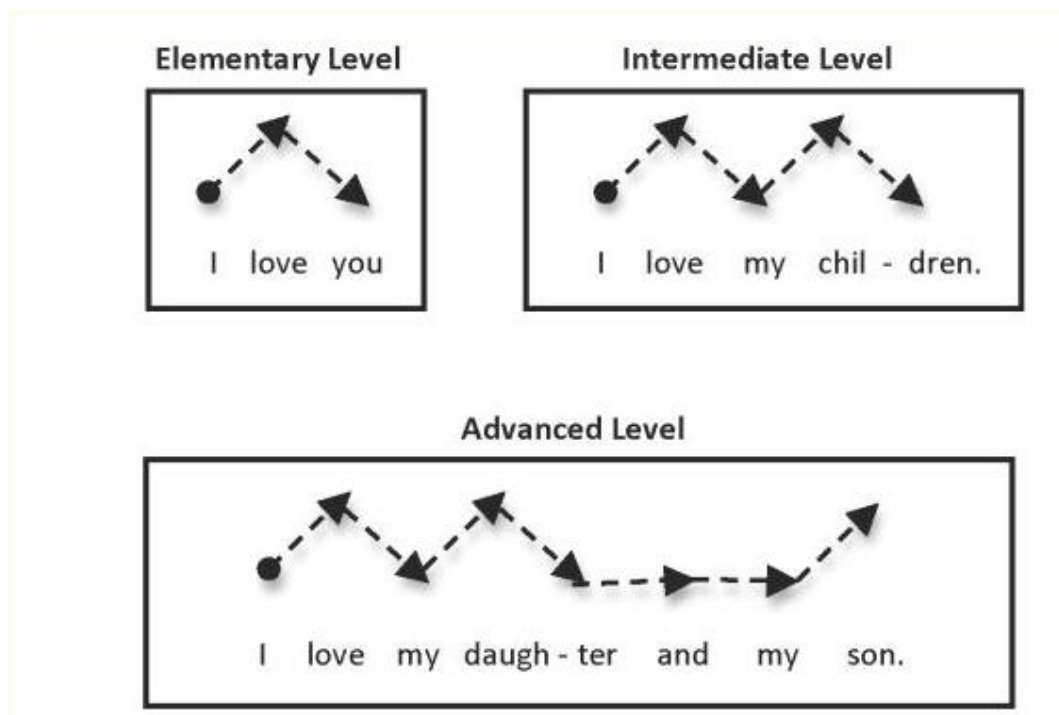 Elementary Level
Intermediate Level
I love you
I love my chil - dren.
Advanced Level
I love my daugh - ter and my son.